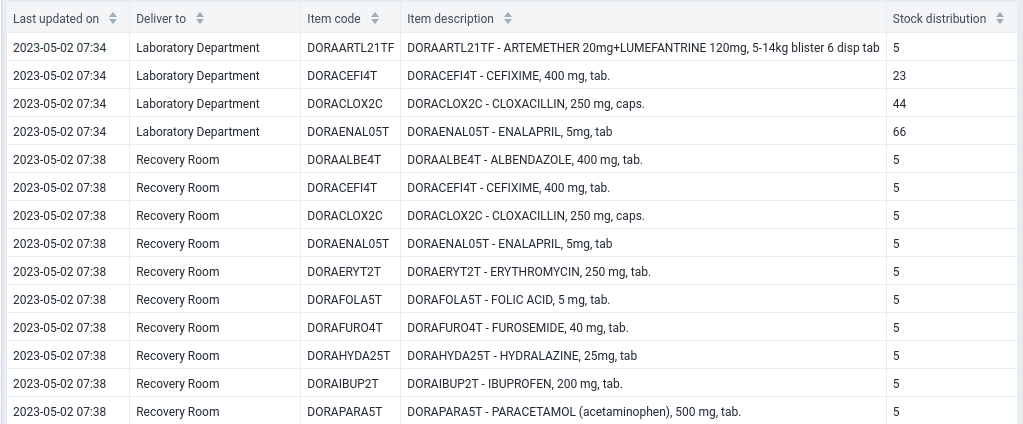 Last updated on Deliver to Item code Item description Stock distribution
2023-05-02 07:34 Laboratory Department DORAARTL21TF DORAARTL21TF - ARTEMETHER 20mg+LUMEFANTRINE 120mg, 5-14kg blister 6 disp tab 5
2023-05-02 07:34 Laboratory Department DORACEFI4T DORACEFI4T - CEFIXIME, 400 mg, tab. 23
2023-05-02 07:34 Laboratory Department DORACLOX2C DORACLOX2C - CLOXACILLIN, 250 mg, caps. 44
2023-05-02 07:34 Laboratory Department DORAENAL05T DORAENAL05T - ENALAPRIL, 5mg, tab 66
2023-05-02 07:38 Recovery Room DORAALBE4T DORAALBE4T - ALBENDAZOLE, 400 mg, tab. 5
2023-05-02 07:38 Recovery Room DORACEFI4T DORACEFI4T - CEFIXIME, 400 mg, tab. 5
2023-05-02 07:38 Recovery Room DORACLOX2C DORACLOX2C - CLOXACILLIN, 250 mg, caps. 5
2023-05-02 07:38 Recovery Room DORAENAL05T DORAENAL05T - ENALAPRIL, 5mg, tab 5
2023-05-02 07:38 Recovery Room DORAERYT2T DORAERYT2T - ERYTHROMYCIN, 250 mg, tab. 5
2023-05-02 07:38 Recovery Room DORAFOLA5T DORAFOLA5T - FOLIC ACID, 5 mg, tab. 5
2023-05-02 07:38 Recovery Room DORAFURO4T DORAFURO4T - FUROSEMIDE, 40 mg, tab. 5
2023-05-02 07:38 Recovery Room DORAHYDA25T DORAHYDA25T - HYDRALAZINE, 25mg, tab 5
2023-05-02 07:38 Recovery Room DORAIBUP2T DORAIBUP2T - IBUPROFEN, 200 mg, tab. 5
2023-05-02 07:38 Recovery Room DORAPARA5T DORAPARA5T - PARACETAMOL (acetaminophen), 500 mg, tab. 5